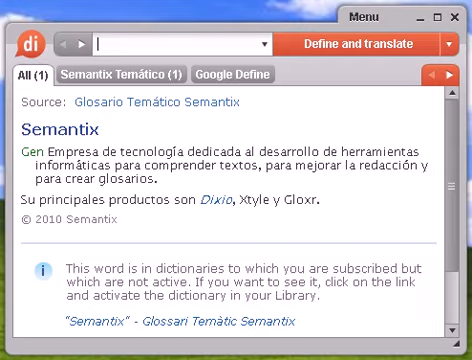 Menu
di
Define and translate
All (1)
Semantix Temático (1)
Google Define
Source: Glosario Temático Semantix
Semantix
Gen Empresa de tecnología dedicada al desarrollo de herramientas
informáticas para comprender textos, para mejorar la redacción y
para crear glosarios.
Su principales productos son Dixio, Xtyle y Gloxr.
© 2010 Semantix
i
This word is in dictionaries to which you are subscribed but
which are not active. If you want to see it, click on the link
and activate the dictionary in your Library.
"Semantix" - Glossari Temàtic Semantix